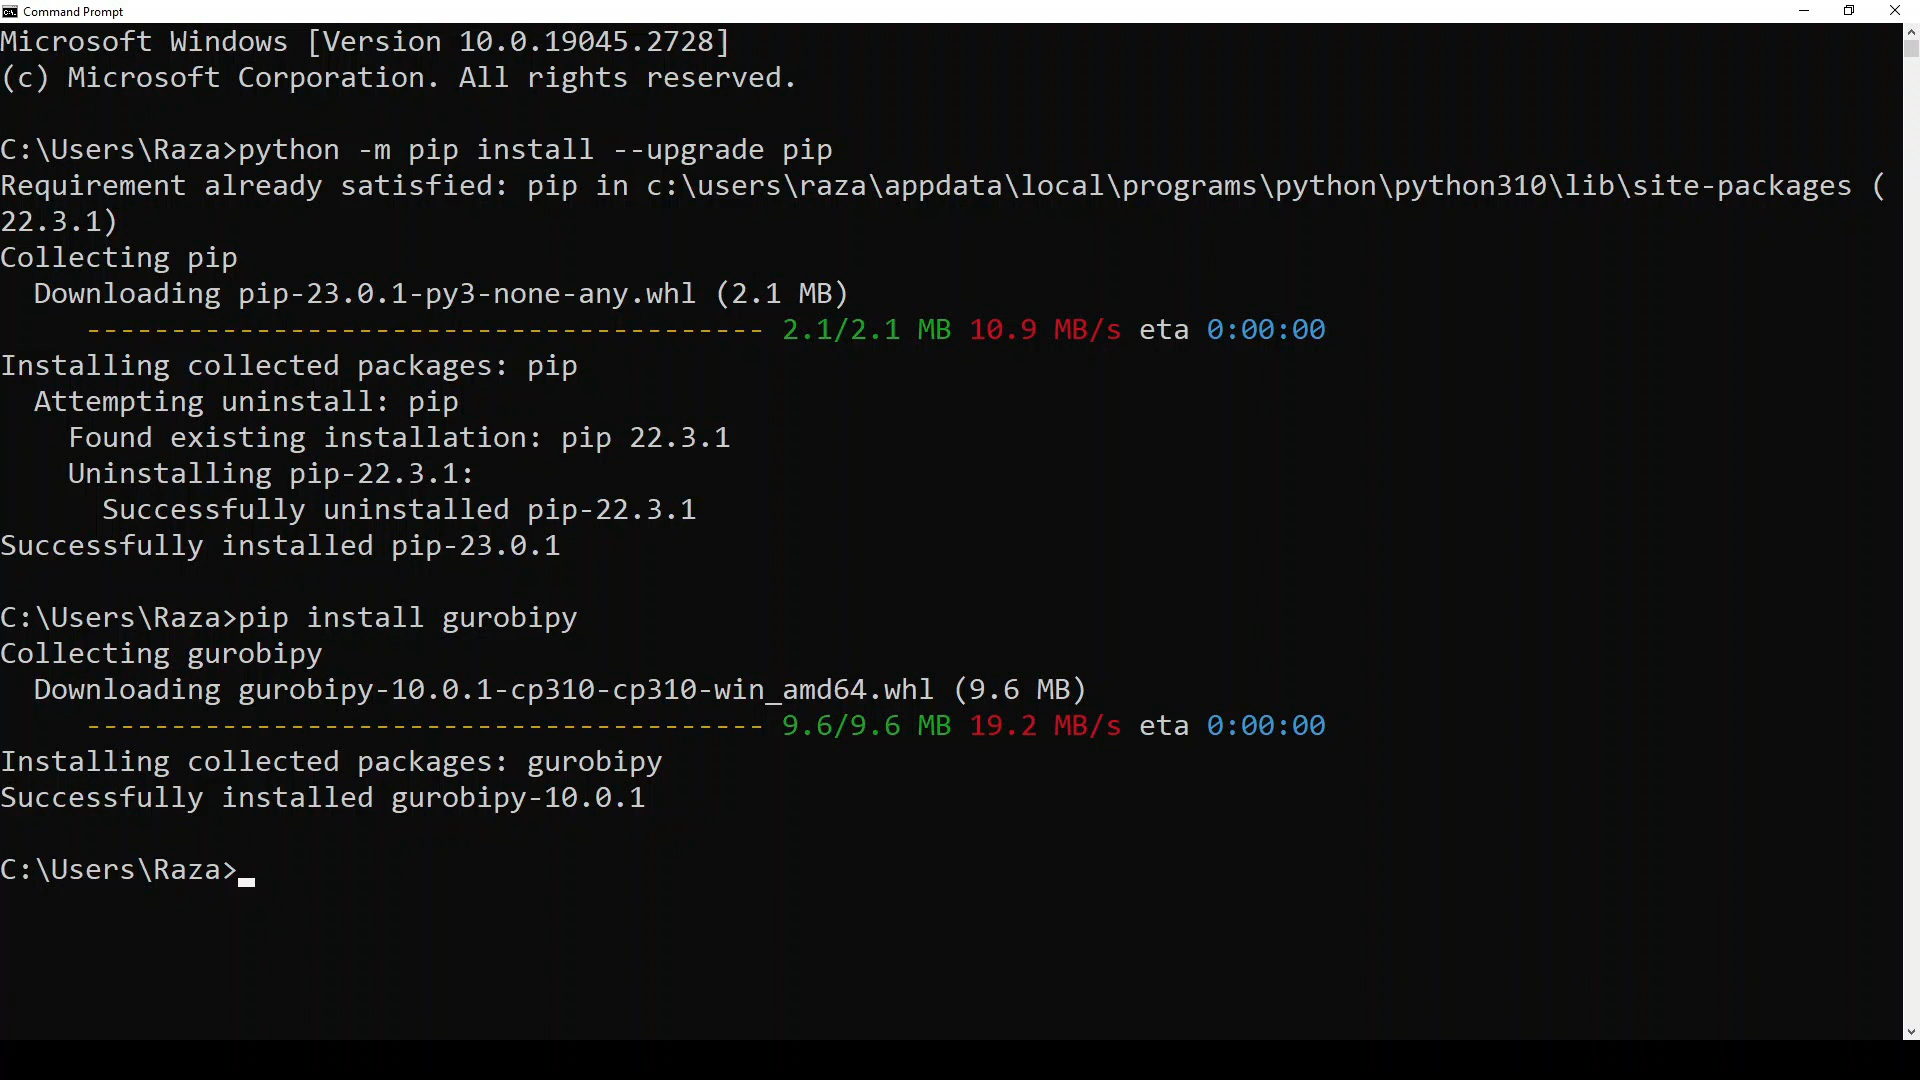 Command Prompt
Microsoft Windows [Version 10.0.19045.2728]
(c) Microsoft Corporation. All rights reserved.
C:\Users\Raza>python -m pip install --upgrade pip
Requirement already satisfied: pip in c:\users\raza\appdata\local\programs\python\python310\lib\site-packages (
22.3.1)
Collecting pip
  Downloading pip-23.0.1-py3-none-any.whl (2.1 MB)
     ---------------------------------------- 2.1/2.1 MB 10.9 MB/s eta 0:00:00
Installing collected packages: pip
  Attempting uninstall: pip
    Found existing installation: pip 22.3.1
    Uninstalling pip-22.3.1:
      Successfully uninstalled pip-22.3.1
Successfully installed pip-23.0.1
C:\Users\Raza>pip install gurobipy
Collecting gurobipy
  Downloading gurobipy-10.0.1-cp310-cp310-win_amd64.whl (9.6 MB)
     ---------------------------------------- 9.6/9.6 MB 19.2 MB/s eta 0:00:00
Installing collected packages: gurobipy
Successfully installed gurobipy-10.0.1
C:\Users\Raza>